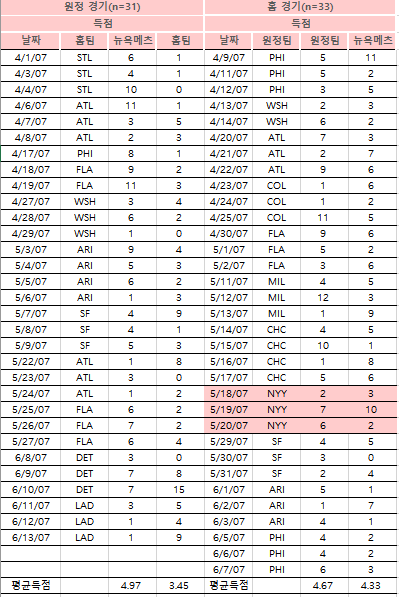 원정 경기(n=31) 홈 경기(n=33)
득점 득점
날짜 홈팀 뉴욕메츠 홈팀 날짜 원정팀 원정팀 뉴욕메츠
4/1/07 STL 6 1 4/9/07 PHI 5 11
4/3/07 STL 4 1 4/11/07 PHI 5 2
4/4/07 STL 10 0 4/12/07 PHI 3 5
4/6/07 ATL 11 1 4/13/07 WSH 2 3
4/7/07 ATL 3 5 4/14/07 WSH 6 2
4/8/07 ATL 2 3 4/20/07 ATL 7 3
4/17/07 PHI 8 1 4/21/07 ATL 2 7
4/18/07 FLA 9 2 4/22/07 ATL 9 6
4/19/07 FLA 11 3 4/23/07 COL 1 6
4/27/07 WSH 3 4 4/24/07 COL 1 2
4/28/07 WSH 6 2 4/25/07 COL 11 5
4/29/07 WSH 1 0 4/30/07 FLA 9 6
5/3/07 ARI 9 4 5/1/07 FLA 5 2
5/4/07 ARI 5 3 5/2/07 FLA 3 6
5/5/07 ARI 6 2 5/11/07 MIL 4 5
5/6/07 ARI 1 3 5/12/07 MIL 12 3
5/7/07 SF 4 9 5/13/07 MIL 1 9
5/8/07 SF 4 1 5/14/07 CHC 4 5
5/9/07 SF 5 3 5/15/07 CHC 10 1
5/22/07 ATL 1 8 5/16/07 CHC 1 8
5/23/07 ATL 3 0 5/17/07 CHC 5 6
5/24/07 ATL 1 2 5/18/07 NYY 2 3
5/25/07 FLA 6 2 5/19/07 NYY 7 10
5/26/07 FLA 7 2 5/20/07 NYY 6 2
5/27/07 FLA 6 4 5/29/07 SF 4 5
6/8/07 DET 3 0 5/30/07 SF 3 0
6/9/07 DET 7 8 5/31/07 SF 2 4
6/10/07 DET 7 15 6/1/07 ARI 5 1
6/11/07 LAD 3 5 6/2/07 ARI 1 7
6/12/07 LAD 1 4 6/3/07 ARI 4 1
6/13/07 LAD 1 9 6/5/07 PHI 4 2
6/6/07 PHI 4 2
6/7/07 PHI 6 3
평균득점 4.97 3.45 평균득점 4.67 4.33